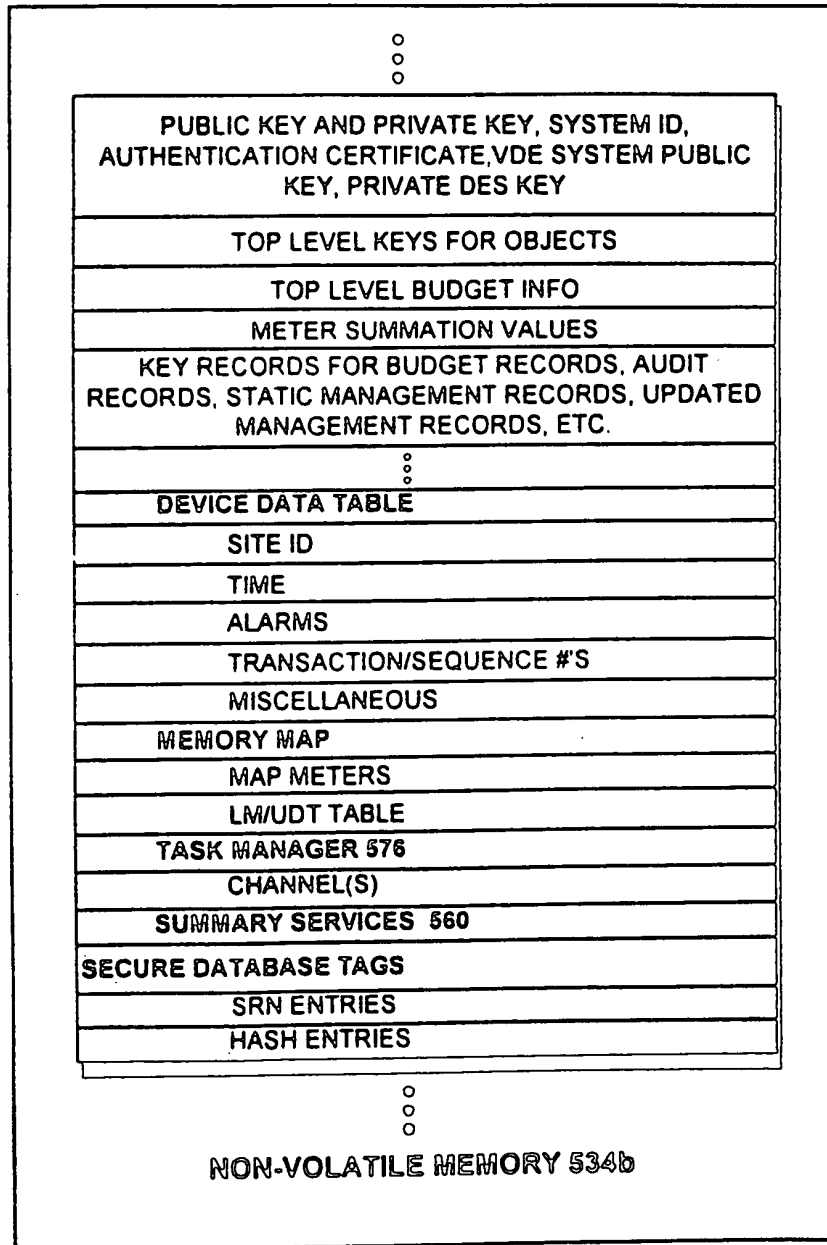 PUBLIC KEY AND PRIVATE KEY, SYSTEM ID,
AUTHENTICATION CERTIFICATE,VDE SYSTEM PUBLIC
KEY, PRIVATE DES KEY
TOP LEVEL KEYS FOR OBJECTS
TOP LEVEL BUDGET INFO
METER SUMMATION VALUES
KEY RECORDS FOR BUDGET RECORDS, AUDIT
RECORDS, STATIC MANAGEMENT RECORDS, UPDATED
MANAGEMENT RECORDS, ETC.
DEVICE DATA TABLE
SITE ID
TIME
ALARMS
TRANSACTION/SEQUENCE #'S
MISCELLANEOUS
MEMORY MAP
MAP METERS
LM/UDT TABLE
TASK MANAGER 576
CHANNEL(S)
SUMMARY SERVICES 560
SECURE DATABASE TAGS
SRN ENTRIES
HASH ENTRIES
NON-VOLATILE MEMORY 534b